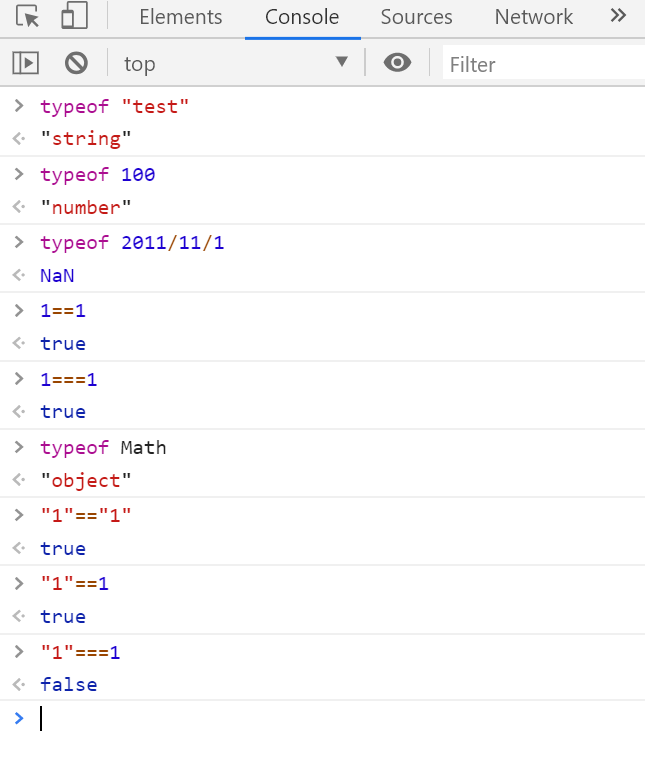 Elements Console Sources Network
top Filter
typeof "test"
"string"
typeof 100
"number"
typeof 2011/11/1
NaN
1==1
true
1===1
true
typeof Math
"object"
"1"=="1"
true
"1"==1
true
"1"===1
false